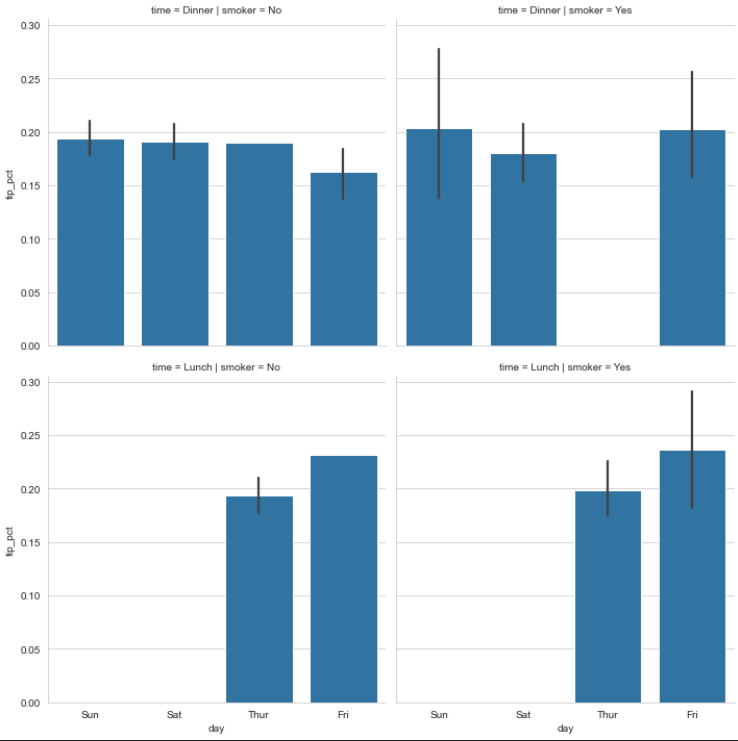 time = Dinner | smoker = No
time = Dinner | smoker = Yes
0.30
0.25
0.20
0.15
0.10
0.05
0.00
tip_pct
time = Lunch | smoker = No
time = Lunch | smoker = Yes
0.30
0.25
0.20
0.15
0.10
0.05
0.00
tip_pct
Sun Sat Thur Fri
Sun Sat Thur Fri
day
day